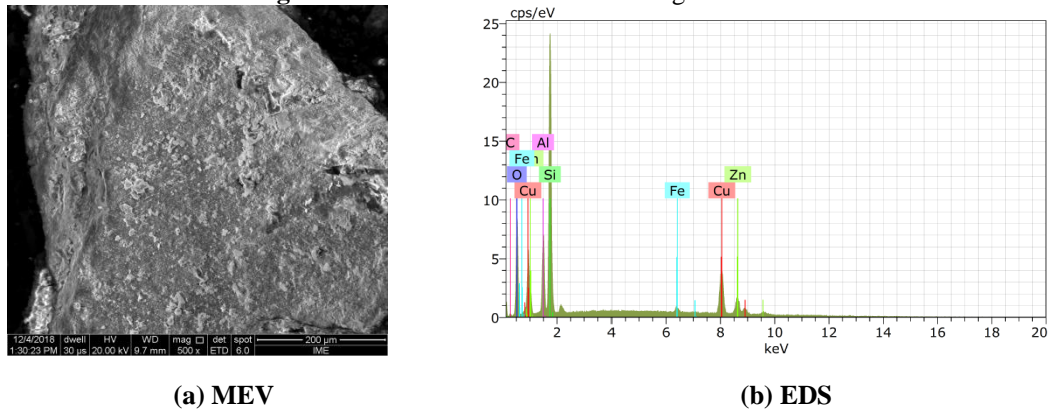 12/4/2018 dwell HV WD mag □ det spot 200 μm
1:30:23 PM 30 μs 20.00 kV 9.7 mm 500 x ETD 6.0 IME
cps/eV
25
20
15
10
5
0
C Al
Fe n
O Si Zn
Cu Fe Cu
2 4 6 8 10 12 14 16 18 20
keV
(a) MEV (b) EDS